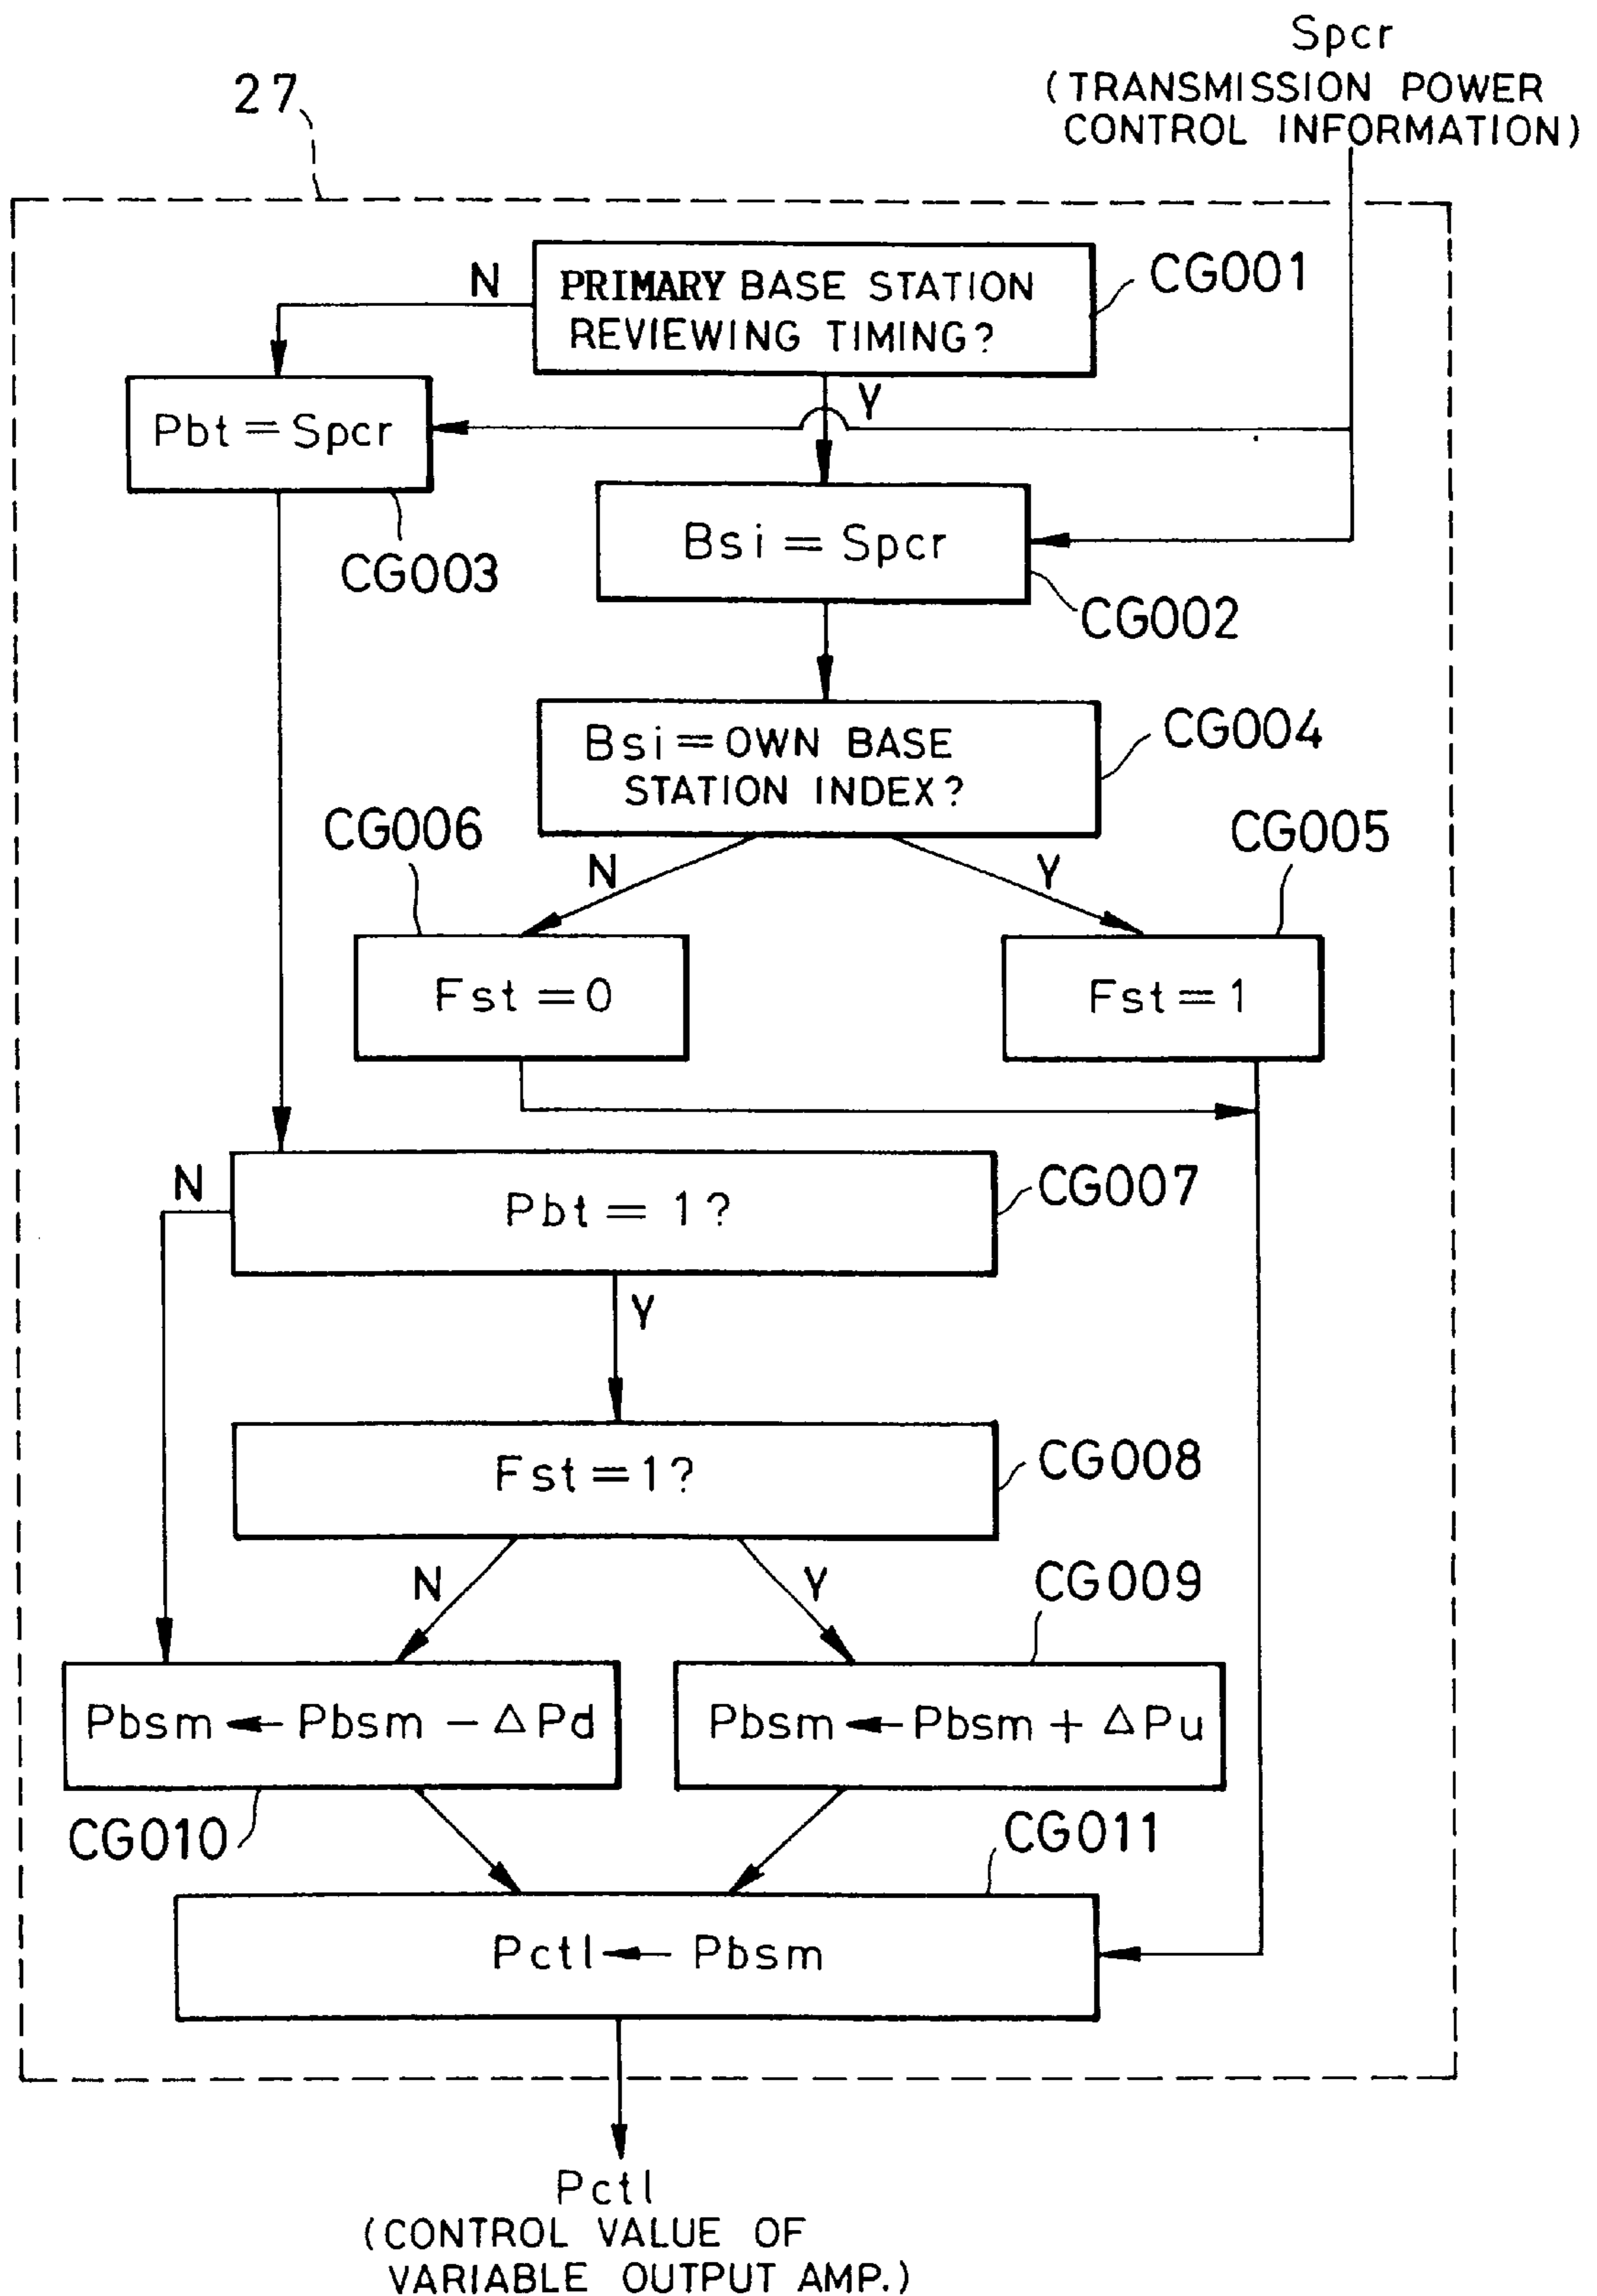 Spcr
(TRANSMISSION POWER
CONTROL INFORMATION)
27
N
PRIMARY BASE STATION
REVIEWING TIMING?
CG001
Y
Pbt = Spcr
CG003
Bsi = Spcr
CG002
Bsi = OWN BASE
STATION INDEX?
CG004
CG006
N
Y
CG005
Fst = 0
Fst = 1
N
Pbt = 1?
CG007
Y
Fst = 1?
CG008
N
Y
CG009
Pbsm ← Pbsm − ΔPd
Pbsm ← Pbsm + ΔPu
CG010
CG011
Pctl ← Pbsm
Pctl
(CONTROL VALUE OF
VARIABLE OUTPUT AMP.)